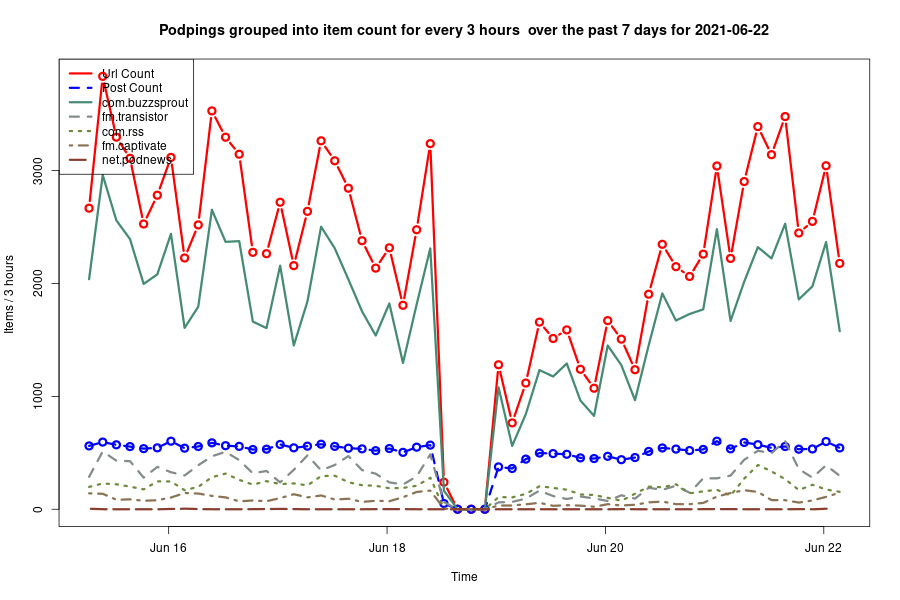 Podpings grouped into item count for every 3 hours  over the past 7 days for 2021-06-22
Url Count
Post Count
com.buzzsprout
fm.transistor
com.rss
fm.captivate
net.podnews
Items / 3 hours
3000
2000
1000
0
Jun 16
Jun 18
Jun 20
Jun 22
Time